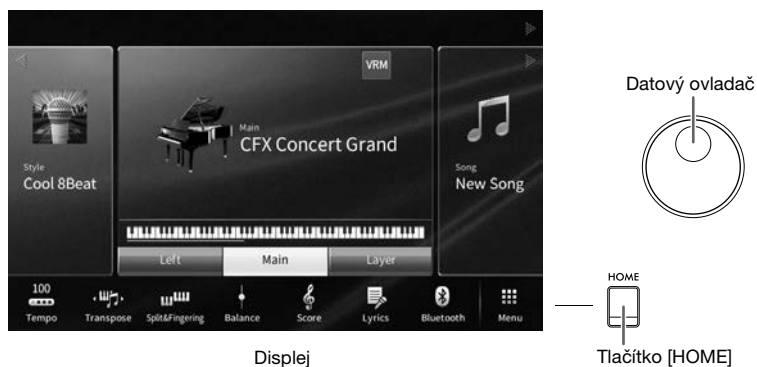 VRM
Style
Cool 8Beat
Main
CFX Concert Grand
Song
New Song
Left
Main
Layer
100
Tempo
Transpose
Split&Fingering
Balance
Score
Lyrics
Bluetooth
Menu
Displej
Datový ovladač
HOME
Tlačítko [HOME]